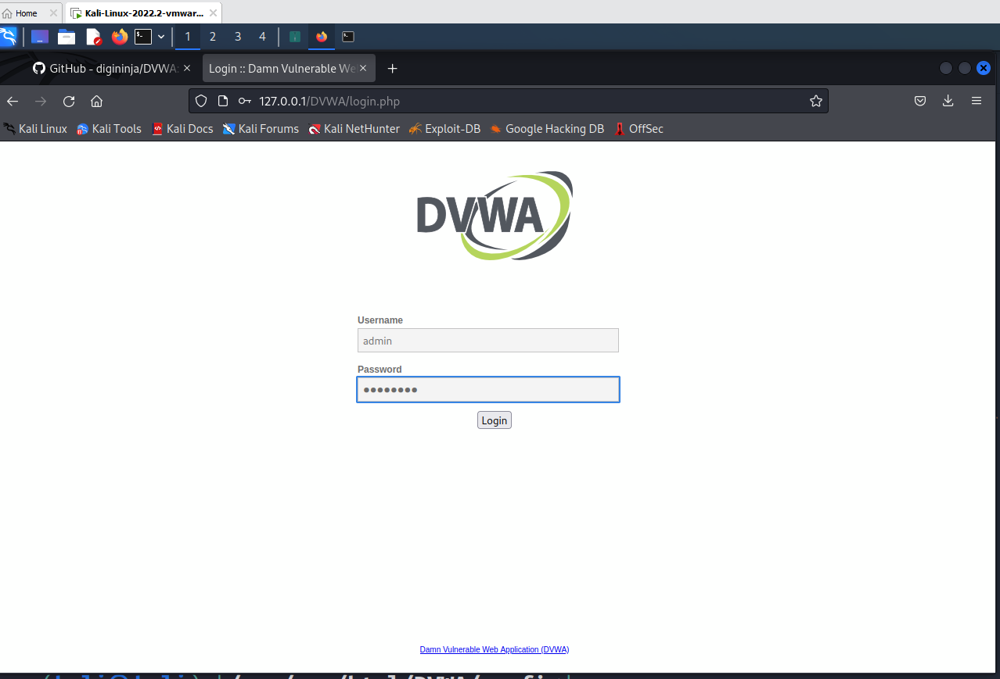 Home
Kali-Linux-2022.2-vmwar...
1 2 3 4
GitHub - digininja/DVWA:
Login :: Damn Vulnerable We
127.0.0.1/DVWA/login.php
Kali Linux Kali Tools Kali Docs Kali Forums Kali NetHunter Exploit-DB Google Hacking DB OffSec
DVWA
Username
admin
Password
Login
Damn Vulnerable Web Application (DVWA)